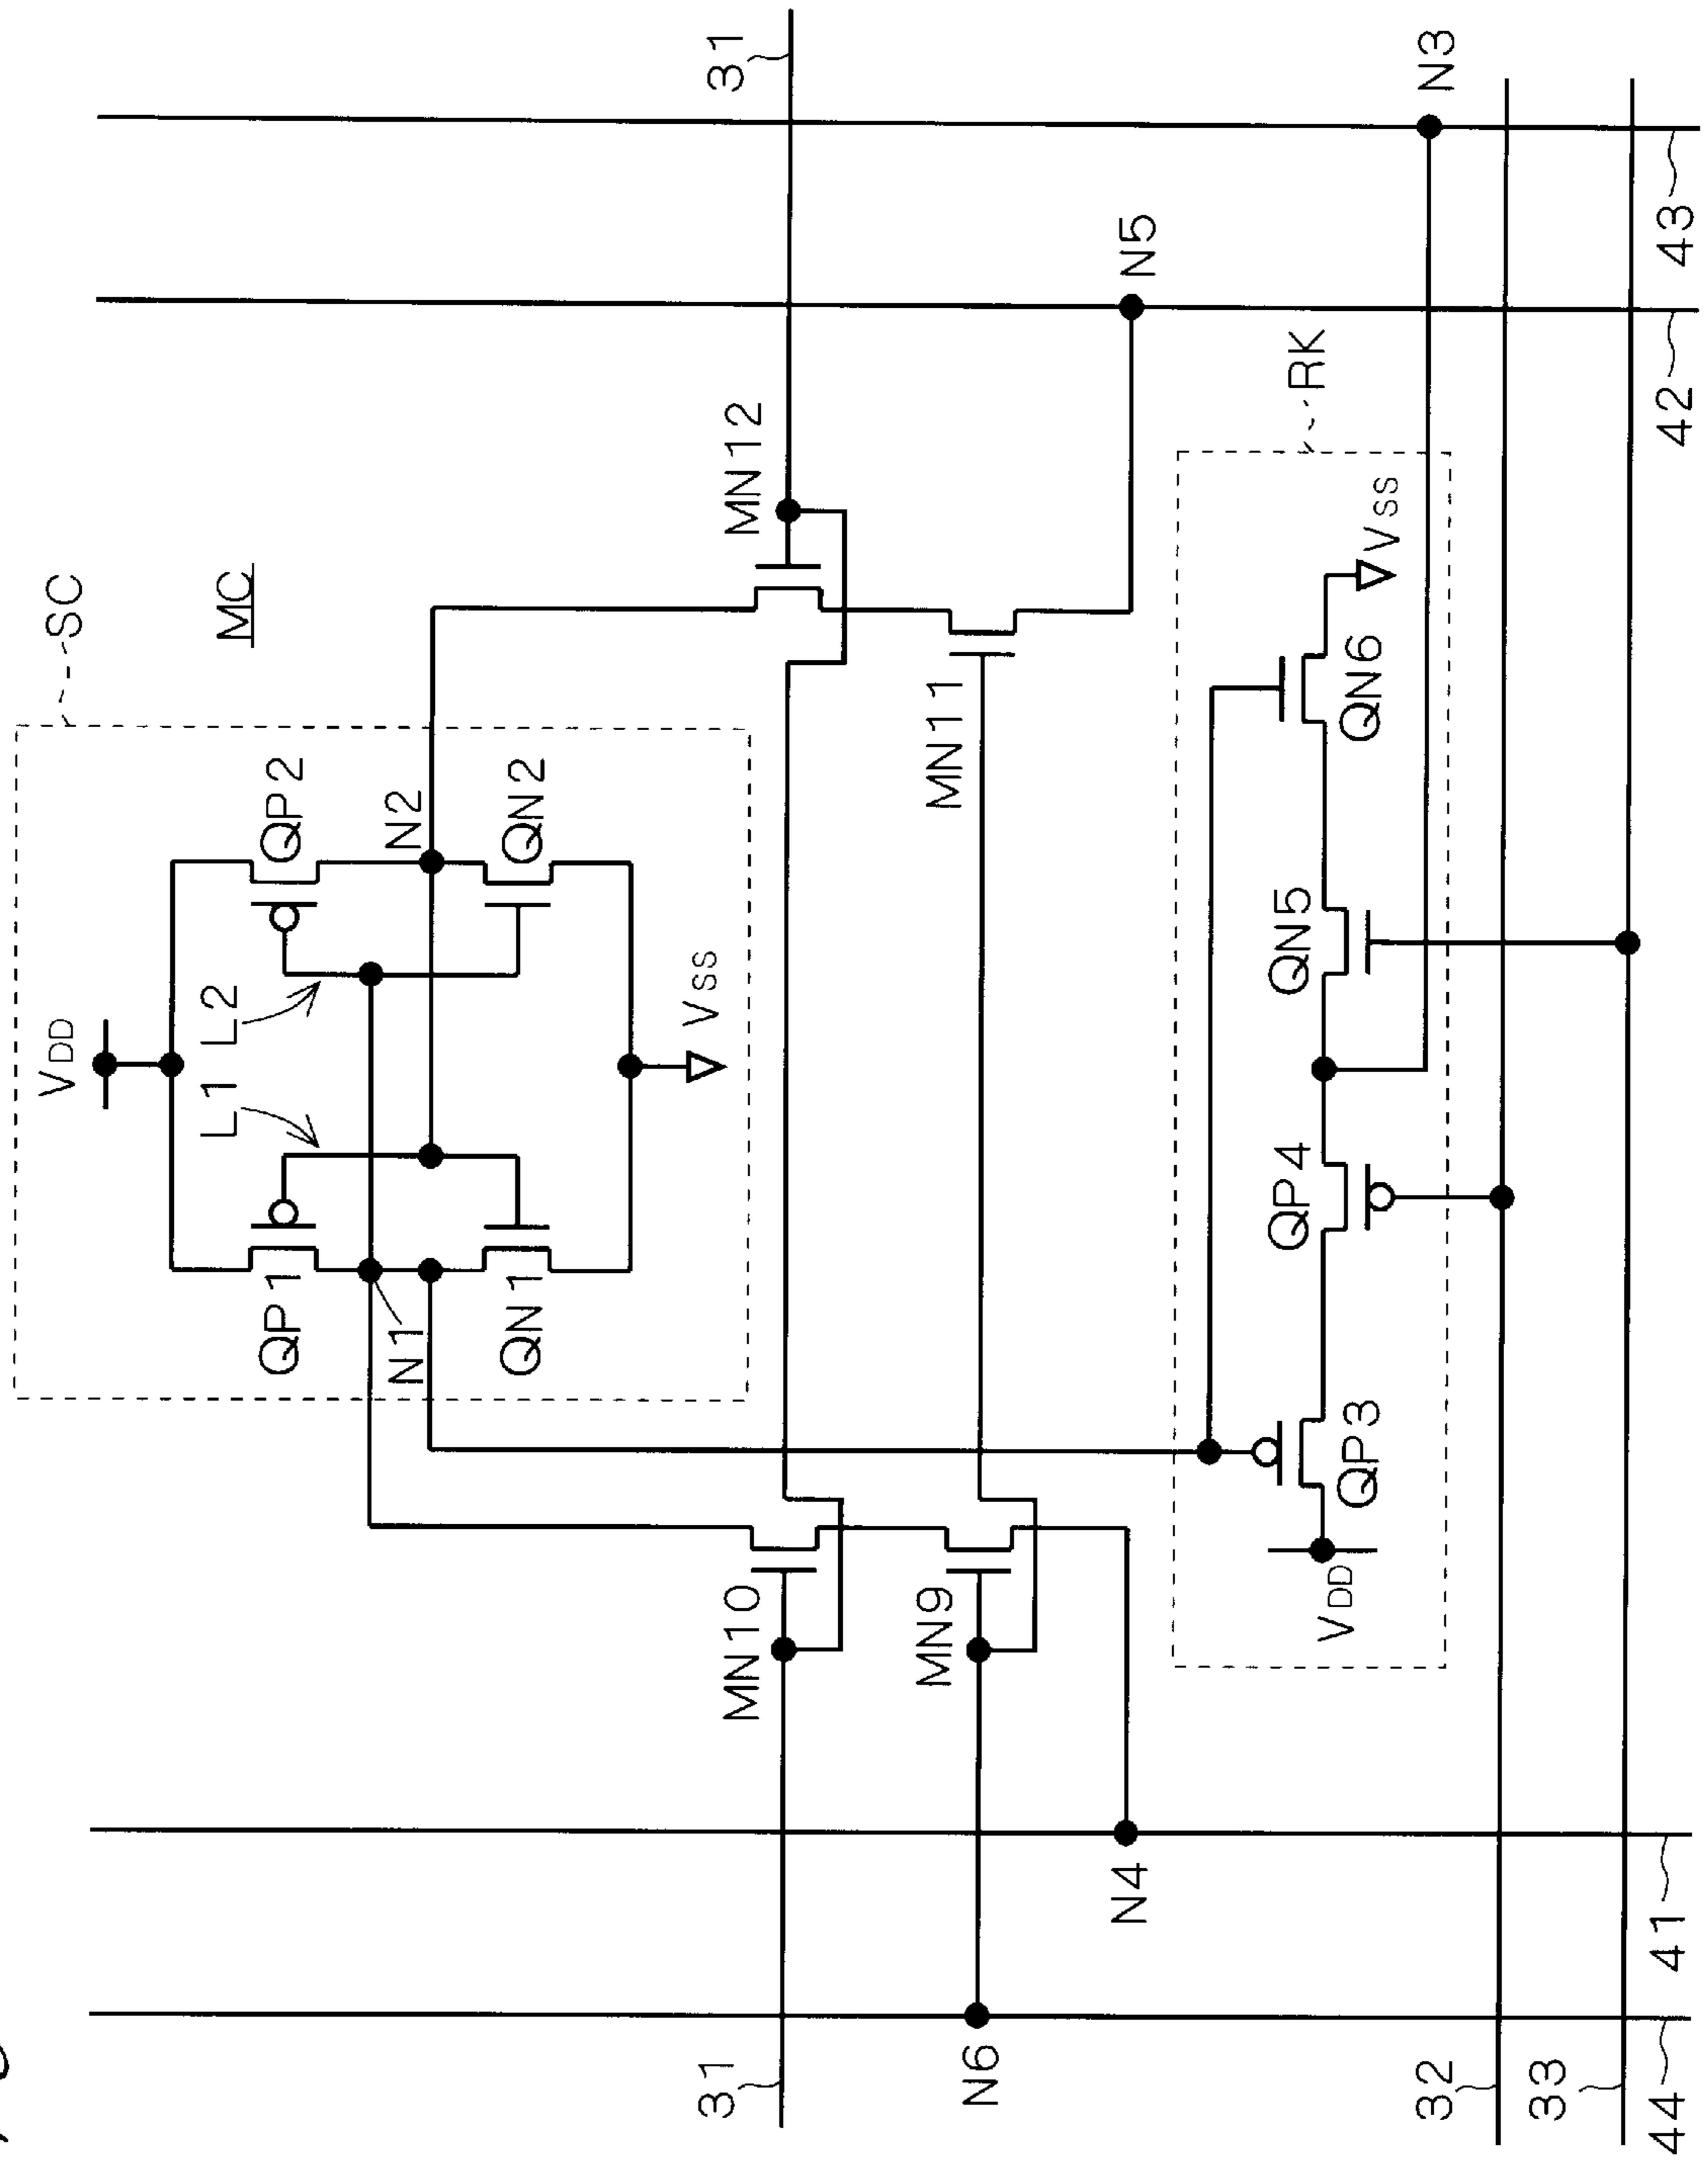 SC
MC
VDD
L1
L2
QP1
QP2
N1
N2
QN1
QN2
VSS
31
31
MN10
MN12
MN9
MN11
N6
N4
N5
N3
RK
VDD
QP3
QP4
QN5
QN6
VSS
32
33
44
41
42
43